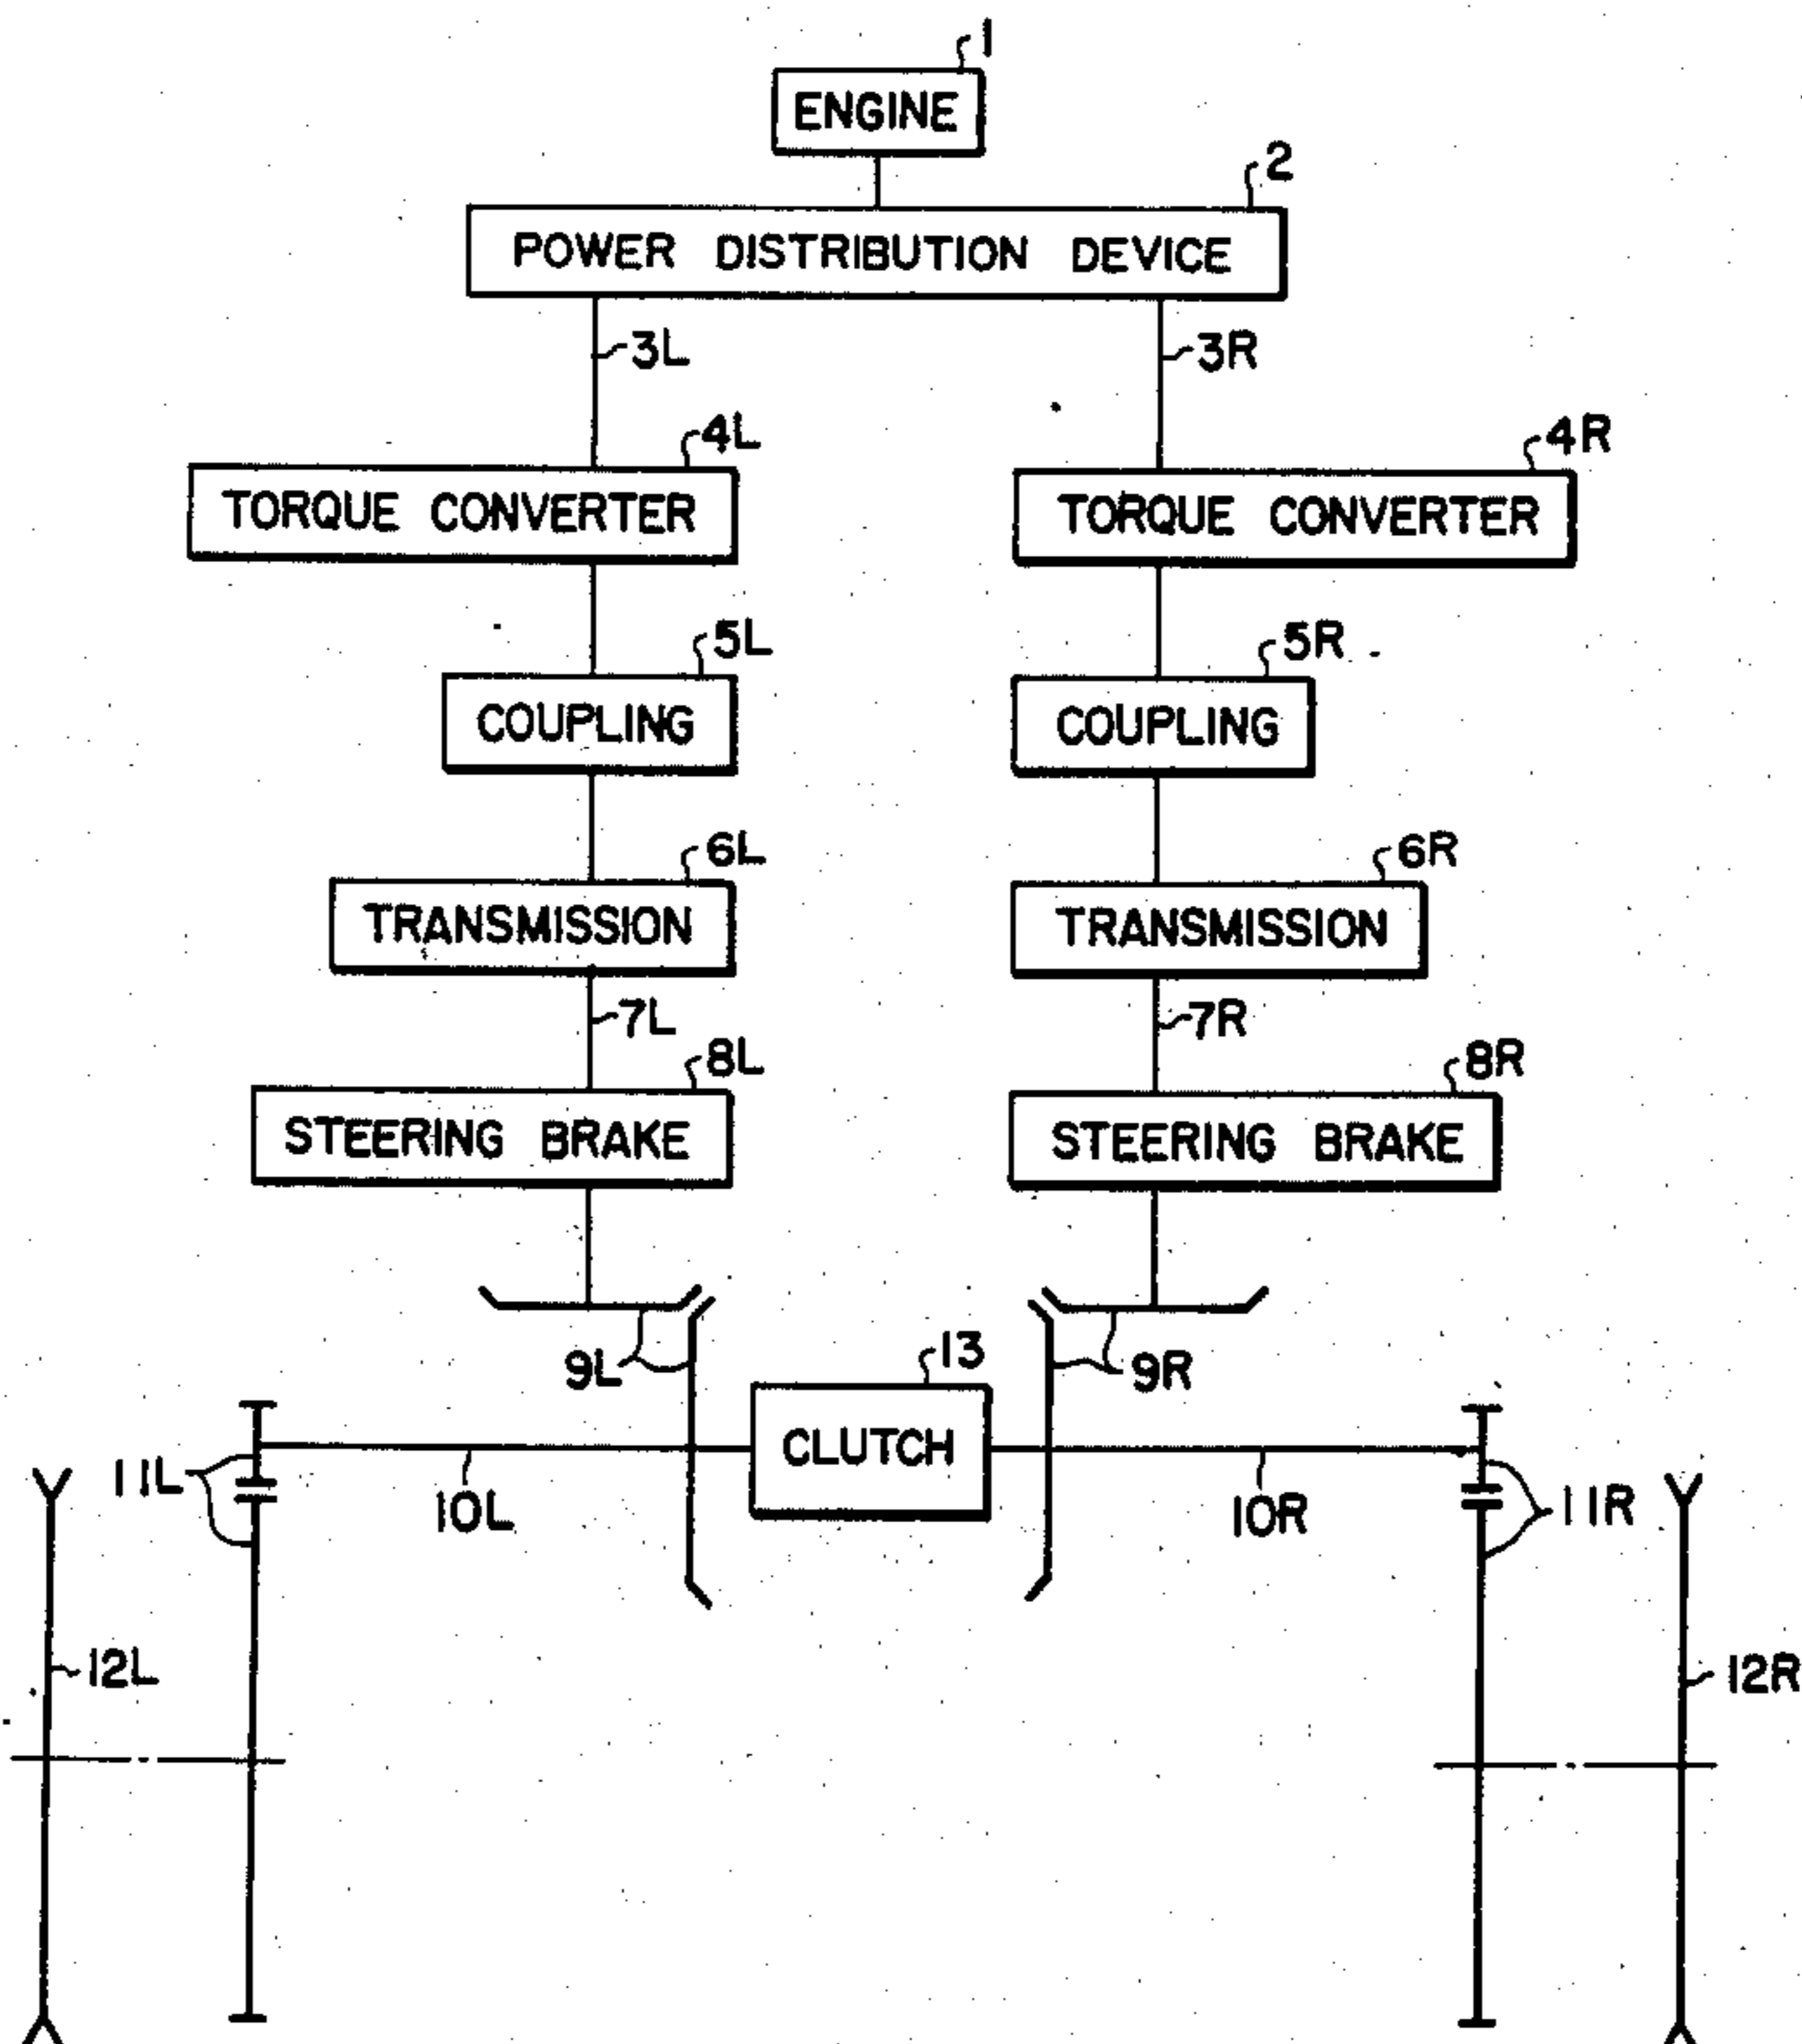 1
ENGINE
2
POWER DISTRIBUTION DEVICE
3L 3R
4L 4R
TORQUE CONVERTER TORQUE CONVERTER
5L 5R
COUPLING COUPLING
6L 6R
TRANSMISSION TRANSMISSION
7L 7R
8L 8R
STEERING BRAKE STEERING BRAKE
9L 13 9R
CLUTCH
11L 10L 10R 11R
12L 12R